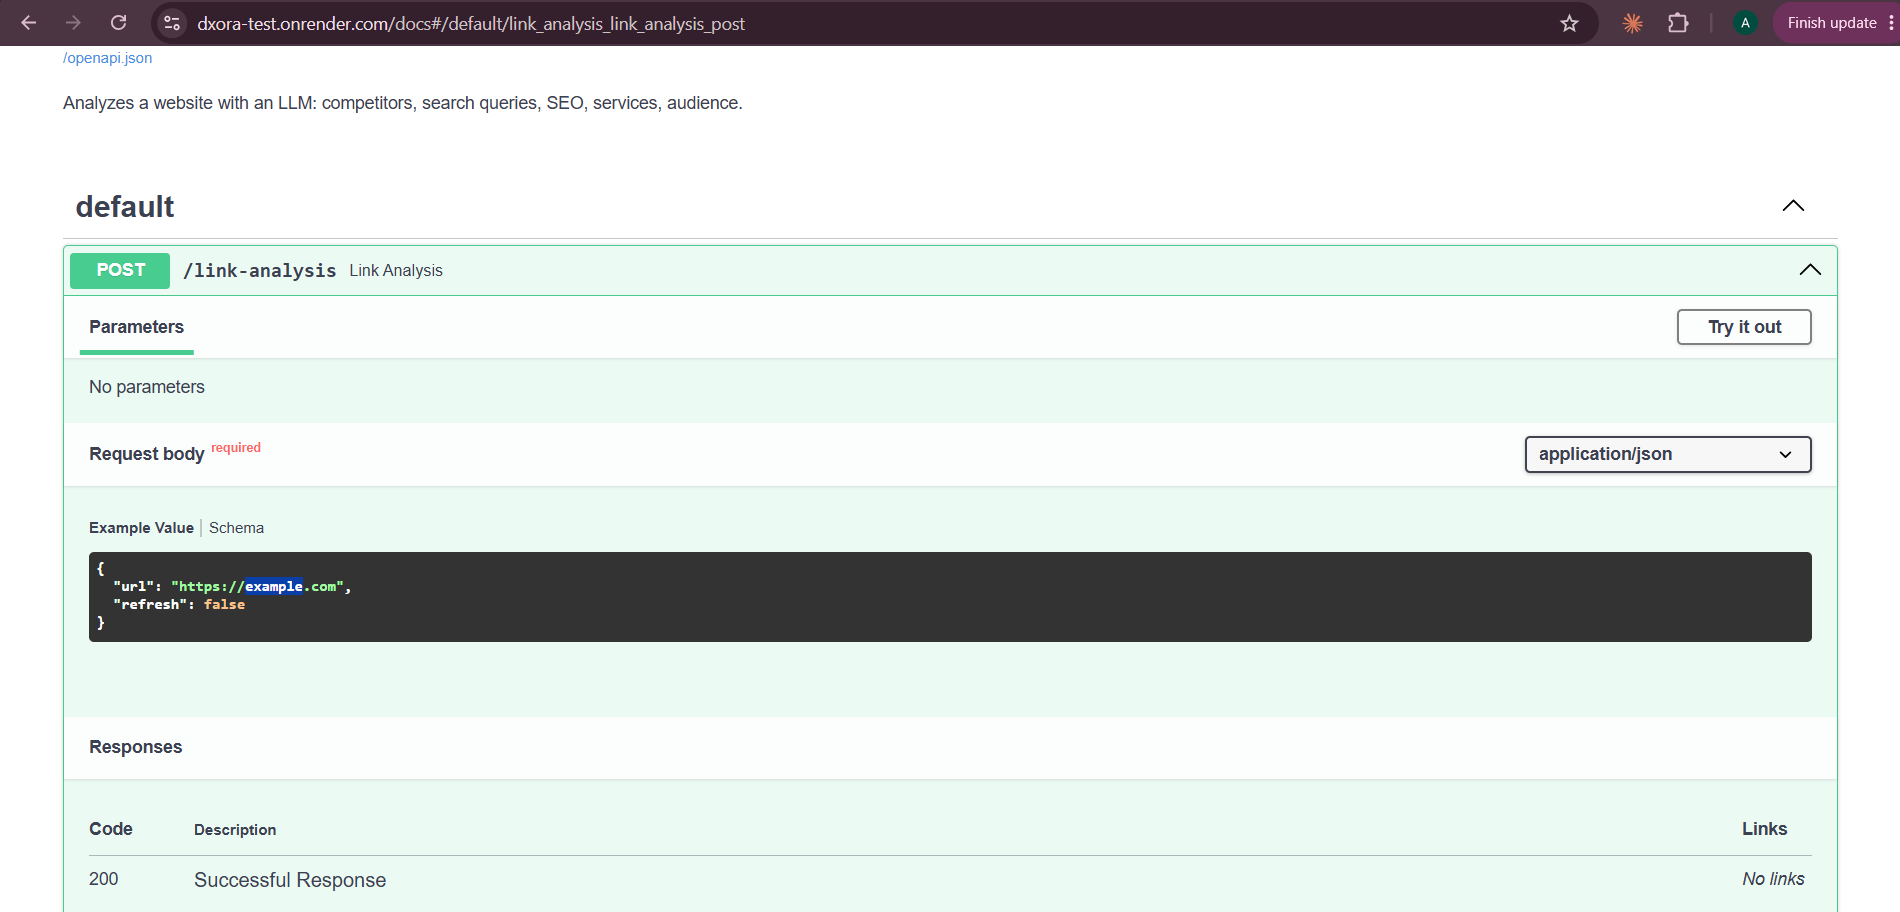 dxora-test.onrender.com/docs#/default/link_analysis_link_analysis_post
A
Finish update
/openapi.json
Analyzes a website with an LLM: competitors, search queries, SEO, services, audience.
default
POST /link-analysis Link Analysis
Parameters
Try it out
No parameters
Request body required
application/json
Example Value | Schema
{
"url": "https://example.com",
"refresh": false
}
Responses
Code Description Links
200 Successful Response No links